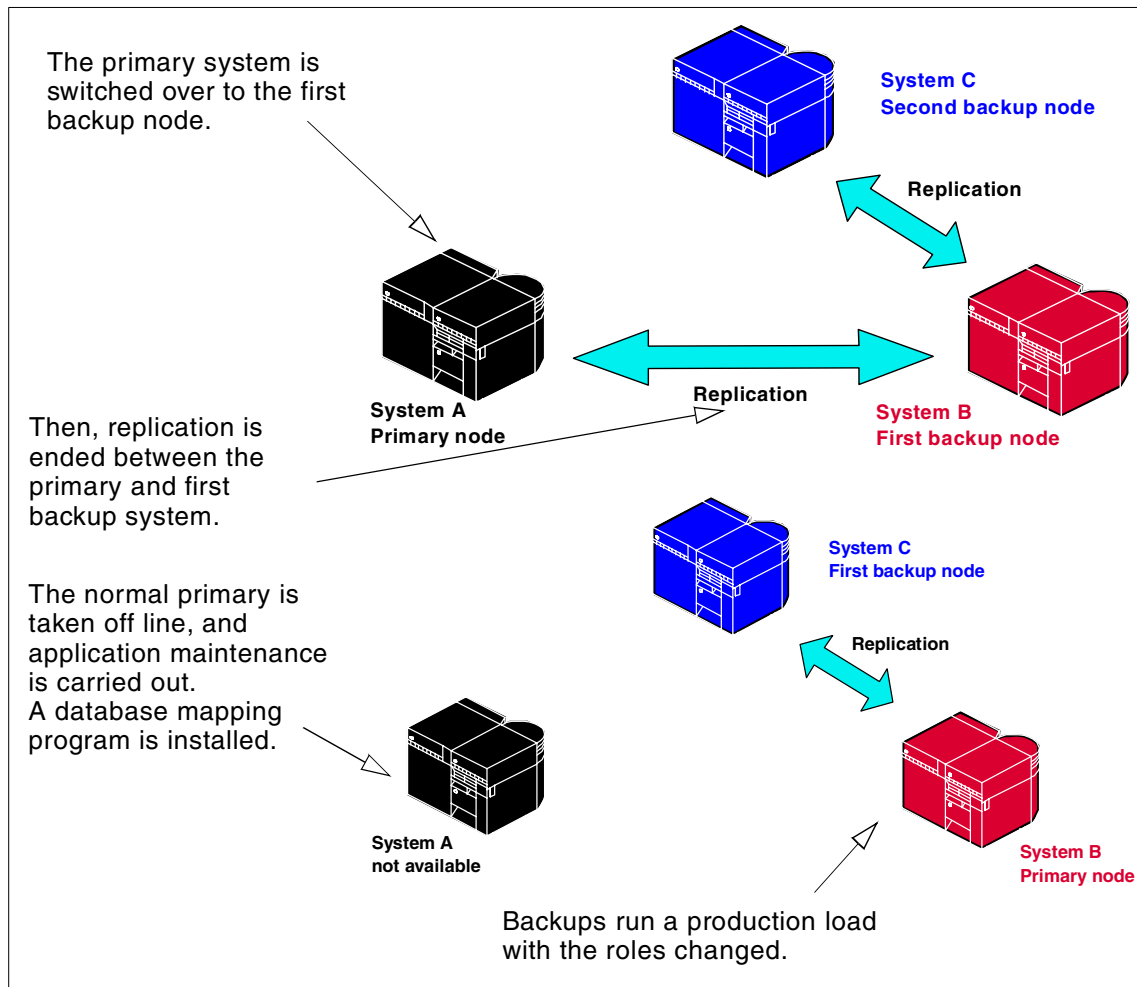 The primary system is
switched over to the first
backup node.
System C
Second backup node
Replication
System A
Primary node
Replication
System B
First backup node
Then, replication is
ended between the
primary and first
backup system.
System C
First backup node
Replication
The normal primary is
taken off line, and
application maintenance
is carried out.
A database mapping
program is installed.
System A
not available
System B
Primary node
Backups run a production load
with the roles changed.